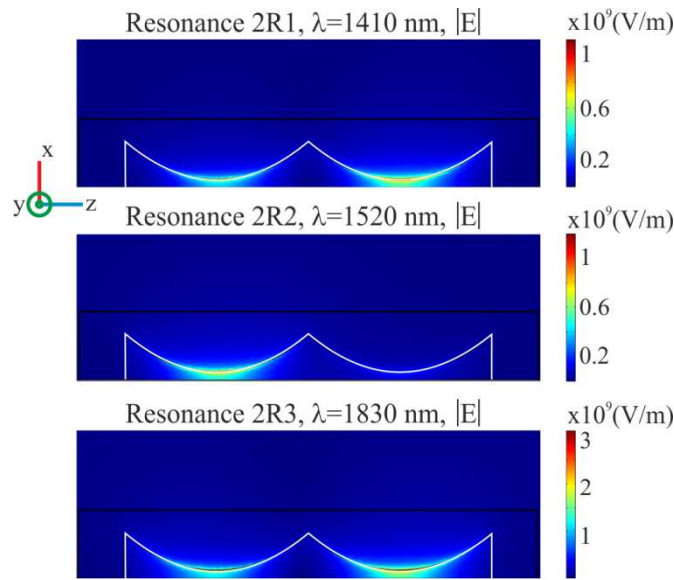 Resonance 2R1, λ=1410 nm, |E|
x10⁹(V/m)
1
0.6
0.2
x
y
z
Resonance 2R2, λ=1520 nm, |E|
x10⁹(V/m)
1
0.6
0.2
Resonance 2R3, λ=1830 nm, |E|
x10⁹(V/m)
3
2
1